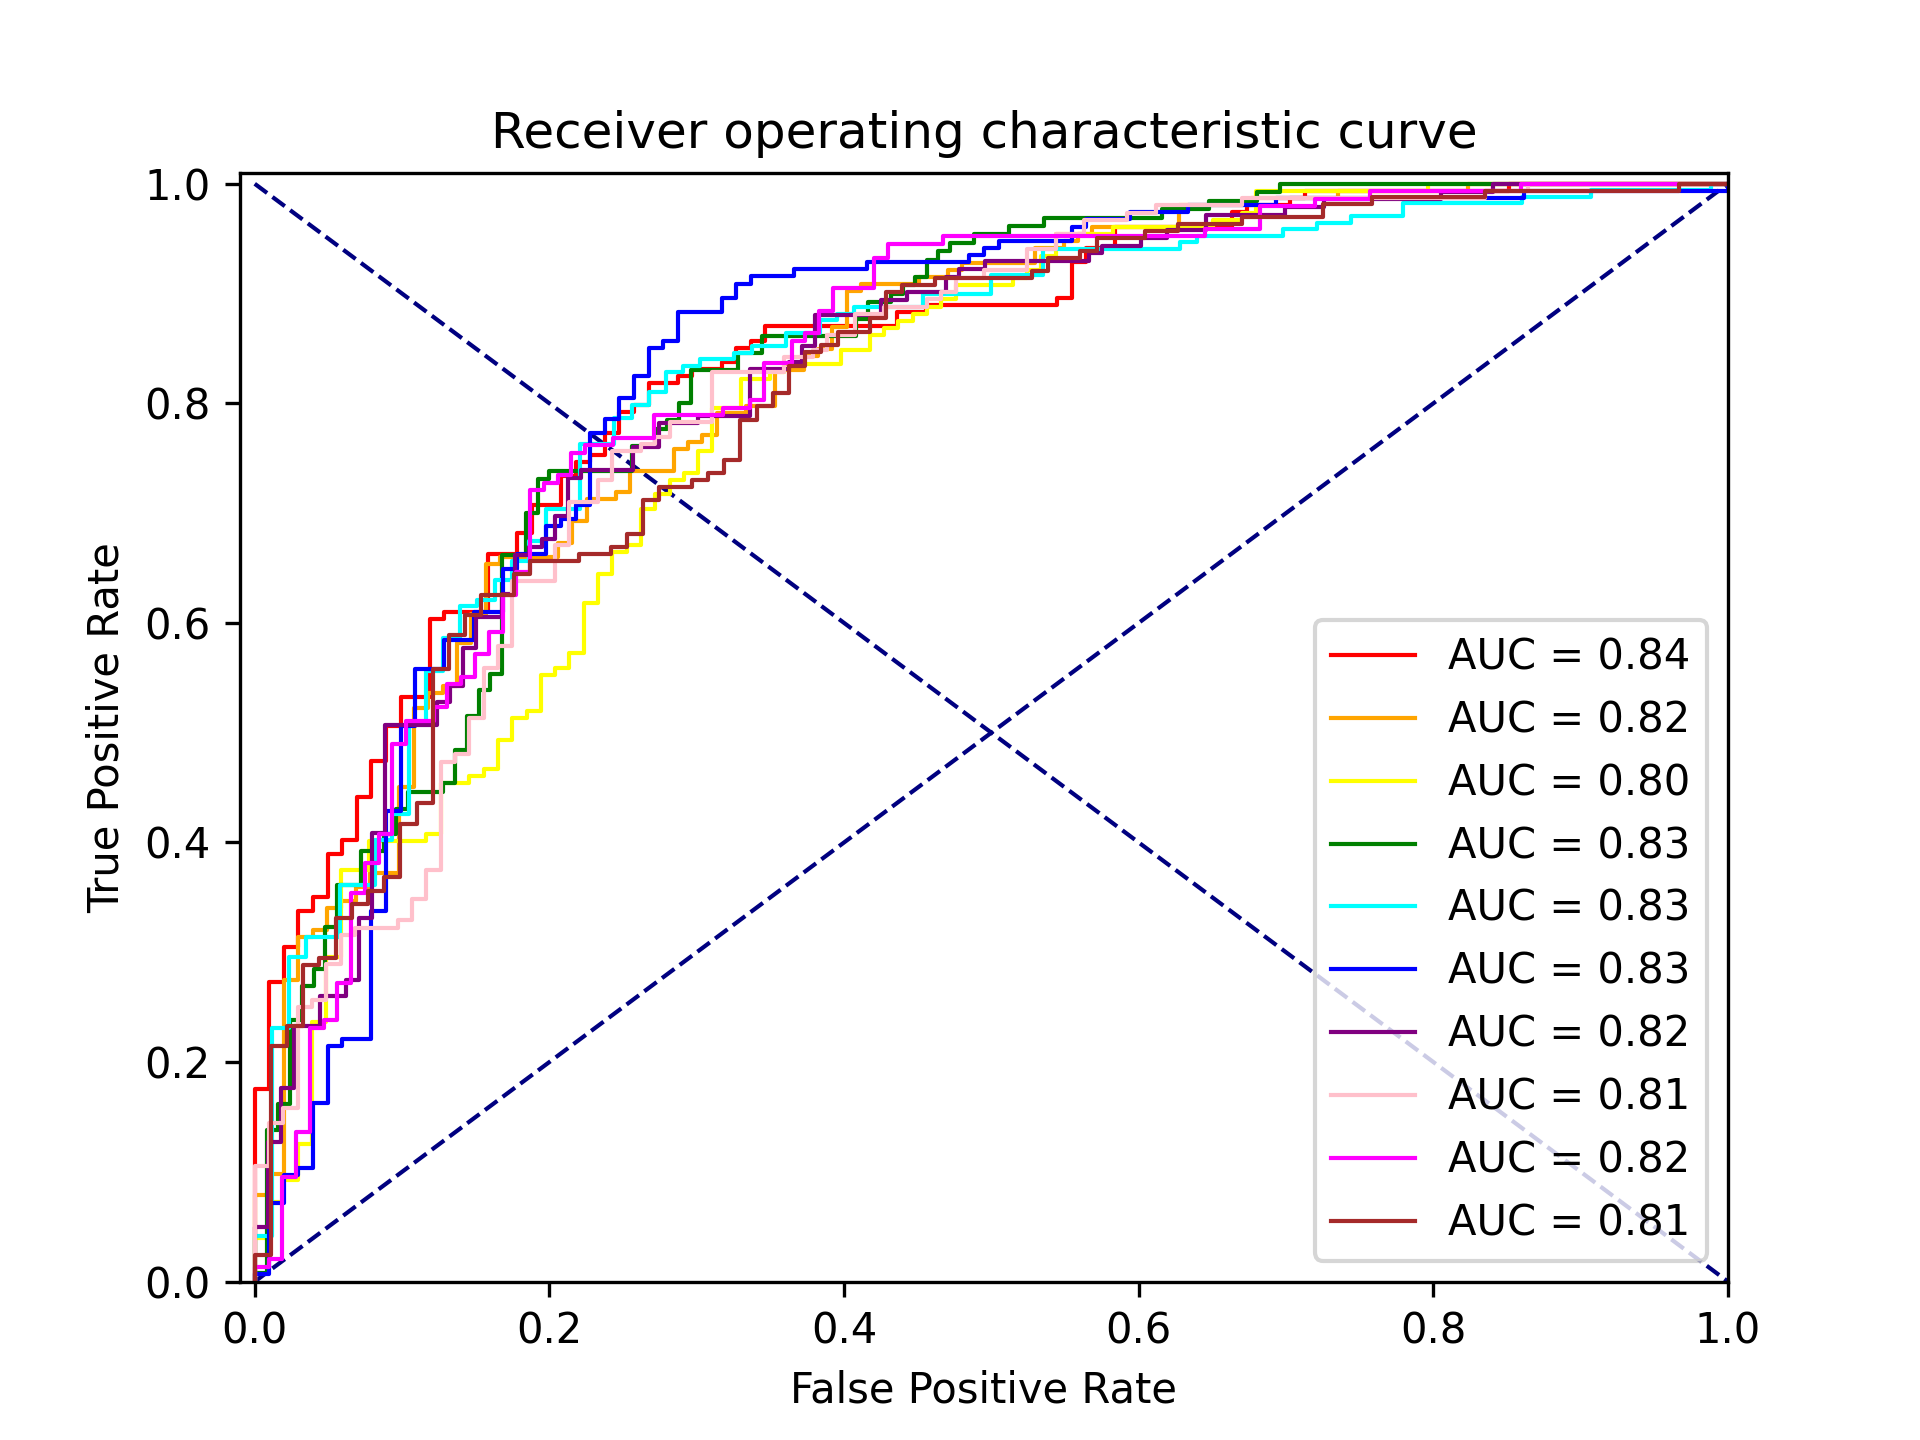 Receiver operating characteristic curve
True Positive Rate
1.0
0.8
0.6
0.4
0.2
0.0
0.0 0.2 0.4 0.6 0.8 1.0
False Positive Rate
AUC = 0.84
AUC = 0.82
AUC = 0.80
AUC = 0.83
AUC = 0.83
AUC = 0.83
AUC = 0.82
AUC = 0.81
AUC = 0.82
AUC = 0.81